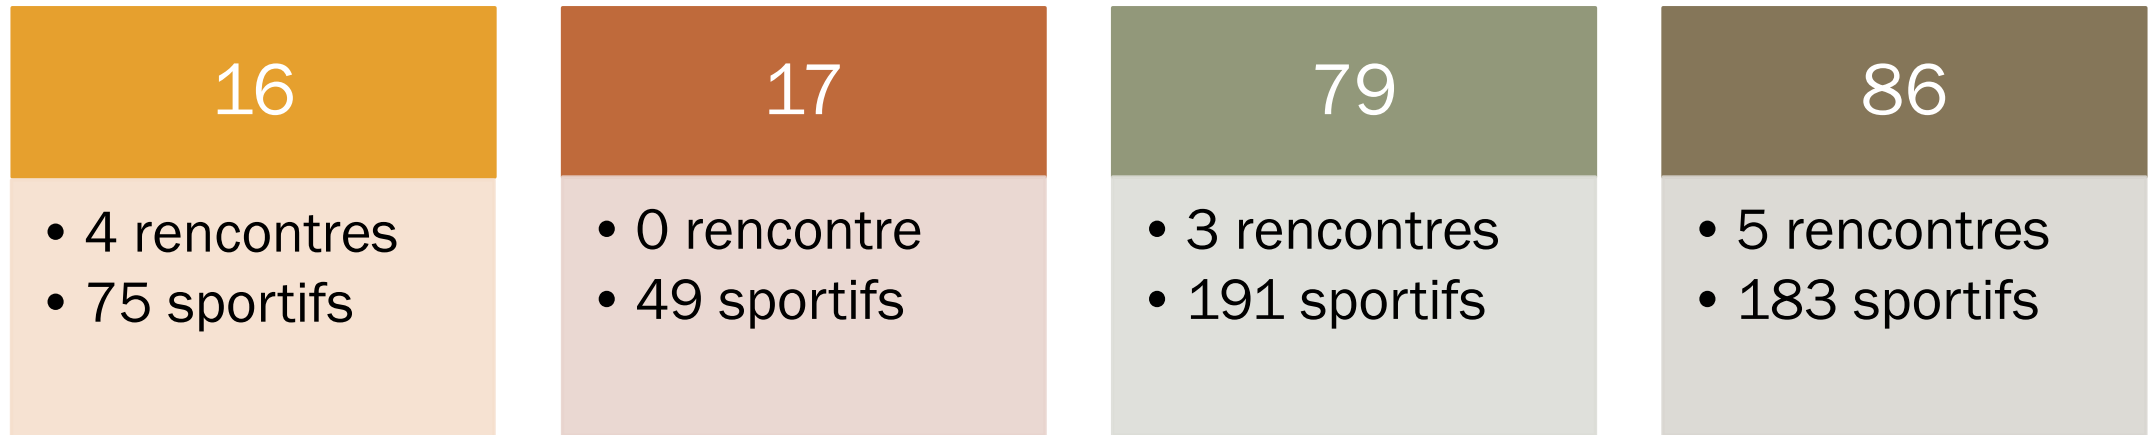 16
• 4 rencontres
• 75 sportifs
17
• 0 rencontre
• 49 sportifs
79
• 3 rencontres
• 191 sportifs
86
• 5 rencontres
• 183 sportifs